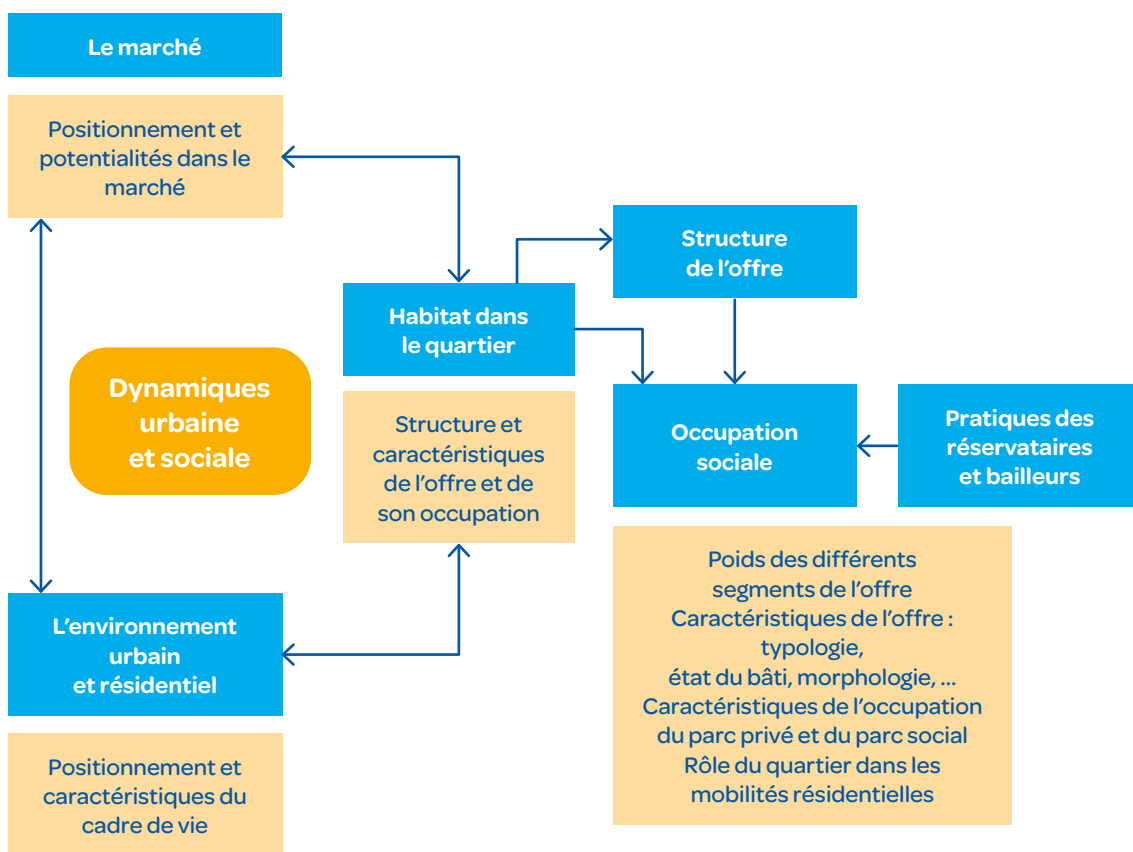 Le marché
Positionnement et
potentialités dans le
marché
Structure
de l'offre
Habitat dans
le quartier
Dynamiques
urbaine
et sociale
Structure et
caractéristiques
de l'offre et de
son occupation
Occupation
sociale
Pratiques des
réservataires
et bailleurs
Poids des différents
segments de l'offre
Caractéristiques de l'offre :
typologie,
état du bâti, morphologie, ...
Caractéristiques de l'occupation
du parc privé et du parc social
Rôle du quartier dans les
mobilités résidentielles
L'environnement
urbain
et résidentiel
Positionnement et
caractéristiques du
cadre de vie